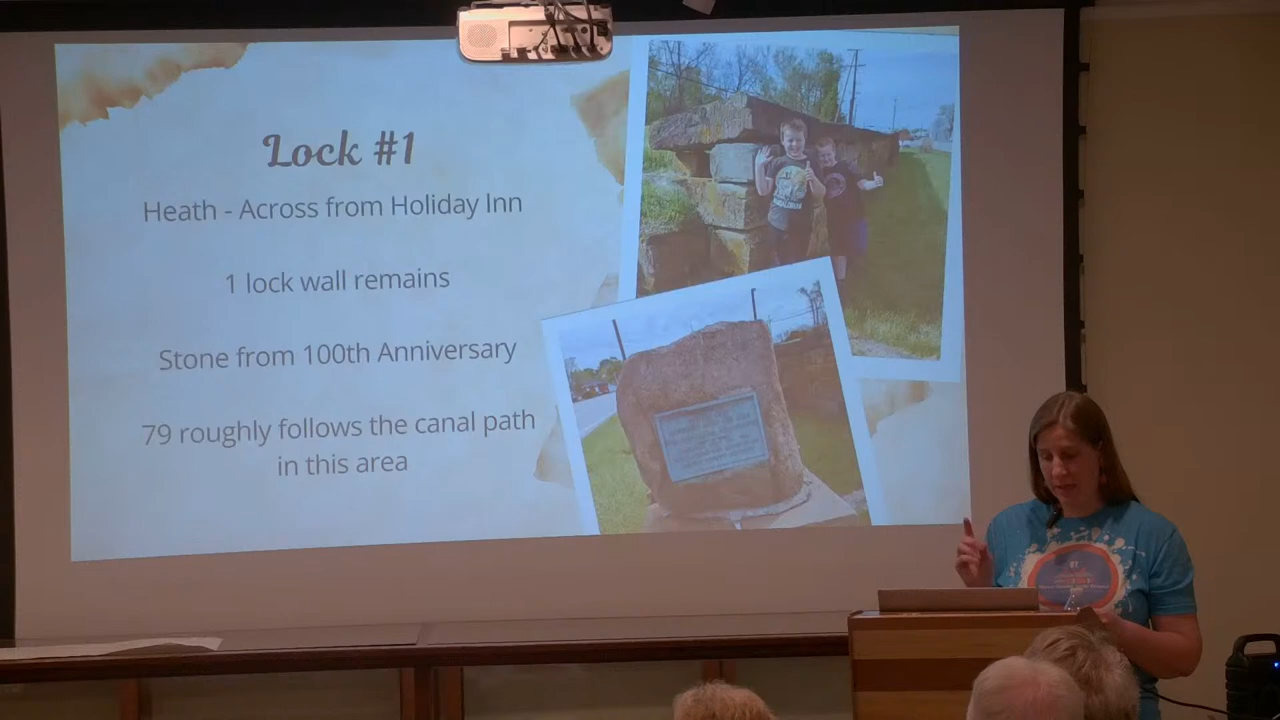 Lock #1
Heath - Across from Holiday Inn
1 lock wall remains
Stone from 100th Anniversary
79 roughly follows the canal path
in this area